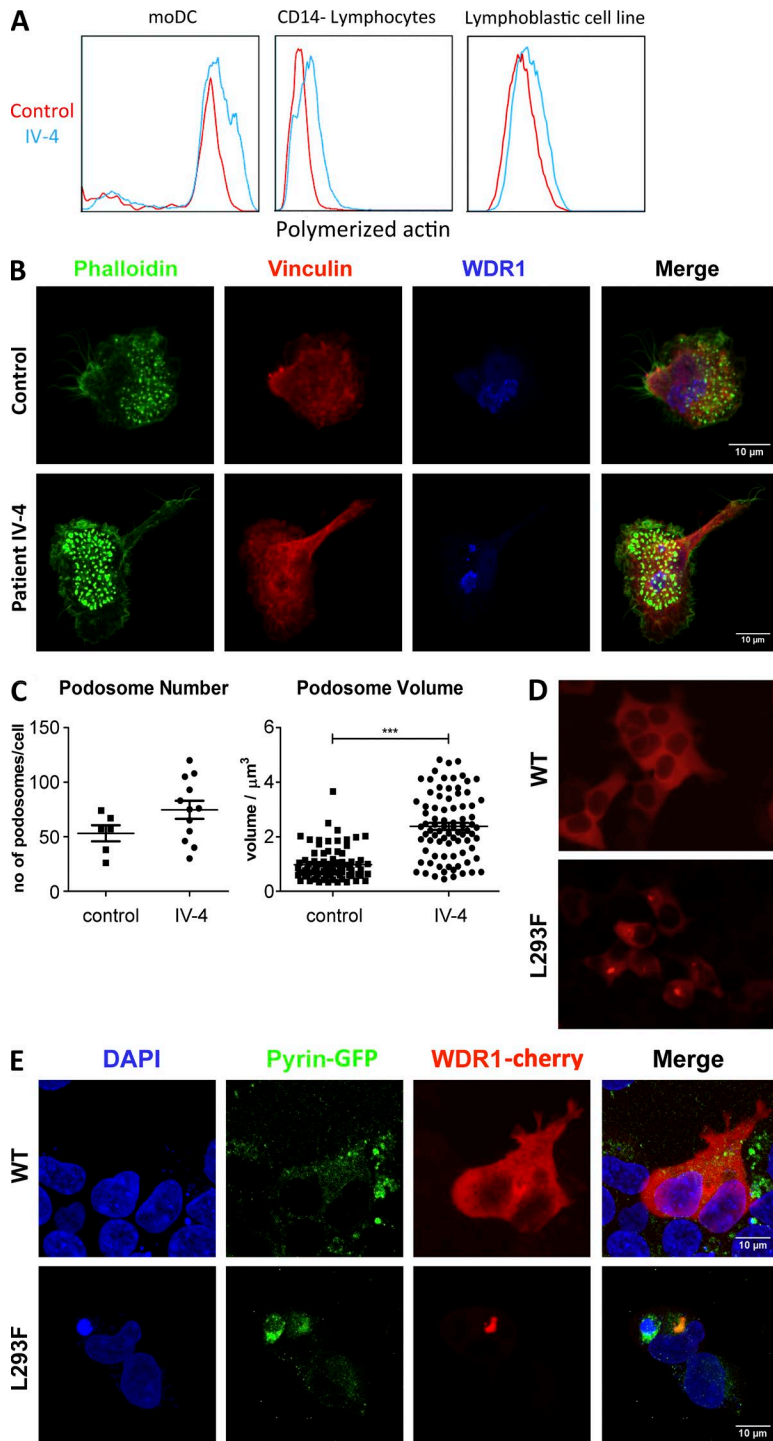 A
moDC
CD14- Lymphocytes
Lymphoblastic cell line
Control
IV-4
Polymerized actin
B
Phalloidin
Vinculin
WDR1
Merge
Control
10 µm
Patient IV-4
10 µm
C
Podosome Number
Podosome Volume
D
no of podosomes/cell
150
100
50
0
control
IV-4
volume / µm³
6
4
2
0
***
control
IV-4
WT
L293F
E
DAPI
Pyrin-GFP
WDR1-cherry
Merge
WT
10 µm
L293F
10 µm